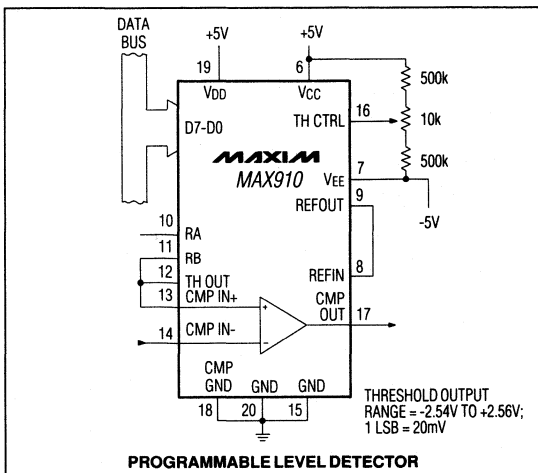 DATA
BUS
+5V
+5V
19
6
VDD
VCC
500k
16
TH CTRL
10k
D7-D0
MAXIM
MAX910
500k
7
VEE
9
REFOUT
-5V
10
RA
11
RB
12
TH OUT
8
REFIN
13
CMP IN+
+
CMP
OUT
17
14
CMP IN-
−
CMP
GND
GND
GND
18
20
15
THRESHOLD OUTPUT
RANGE = -2.54V TO +2.56V;
1 LSB = 20mV
PROGRAMMABLE LEVEL DETECTOR